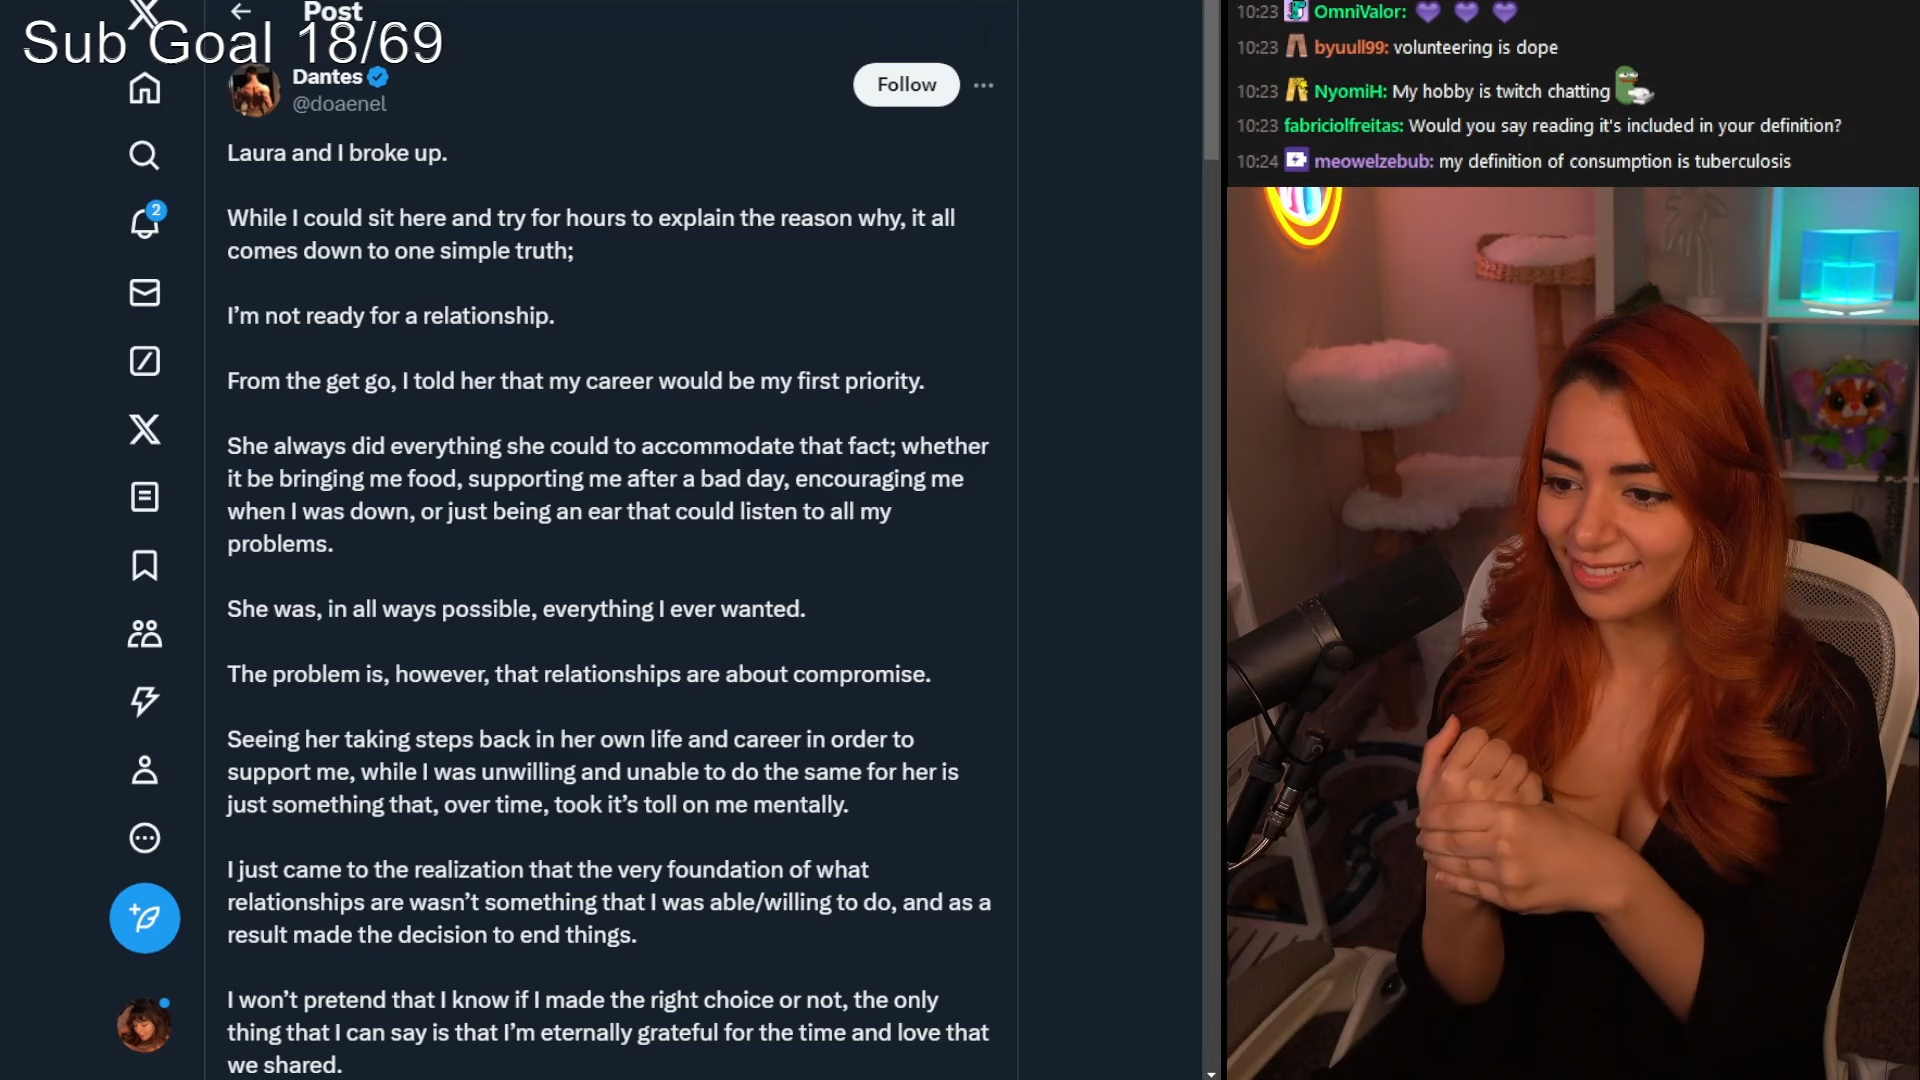 Post
Sub Goal 18/69
Dantes
@doaenel
Follow
Laura and I broke up.
While I could sit here and try for hours to explain the reason why, it all
comes down to one simple truth;
I’m not ready for a relationship.
From the get go, I told her that my career would be my first priority.
She always did everything she could to accommodate that fact; whether
it be bringing me food, supporting me after a bad day, encouraging me
when I was down, or just being an ear that could listen to all my
problems.
She was, in all ways possible, everything I ever wanted.
The problem is, however, that relationships are about compromise.
Seeing her taking steps back in her own life and career in order to
support me, while I was unwilling and unable to do the same for her is
just something that, over time, took it’s toll on me mentally.
I just came to the realization that the very foundation of what
relationships are wasn’t something that I was able/willing to do, and as a
result made the decision to end things.
I won’t pretend that I know if I made the right choice or not, the only
thing that I can say is that I’m eternally grateful for the time and love that
we shared.
2
10:23 OmniValor:
10:23 byuull99: volunteering is dope
10:23 NyomiH: My hobby is twitch chatting
10:23 fabriciolfreitas: Would you say reading it's included in your definition?
10:24 meowelzebub: my definition of consumption is tuberculosis